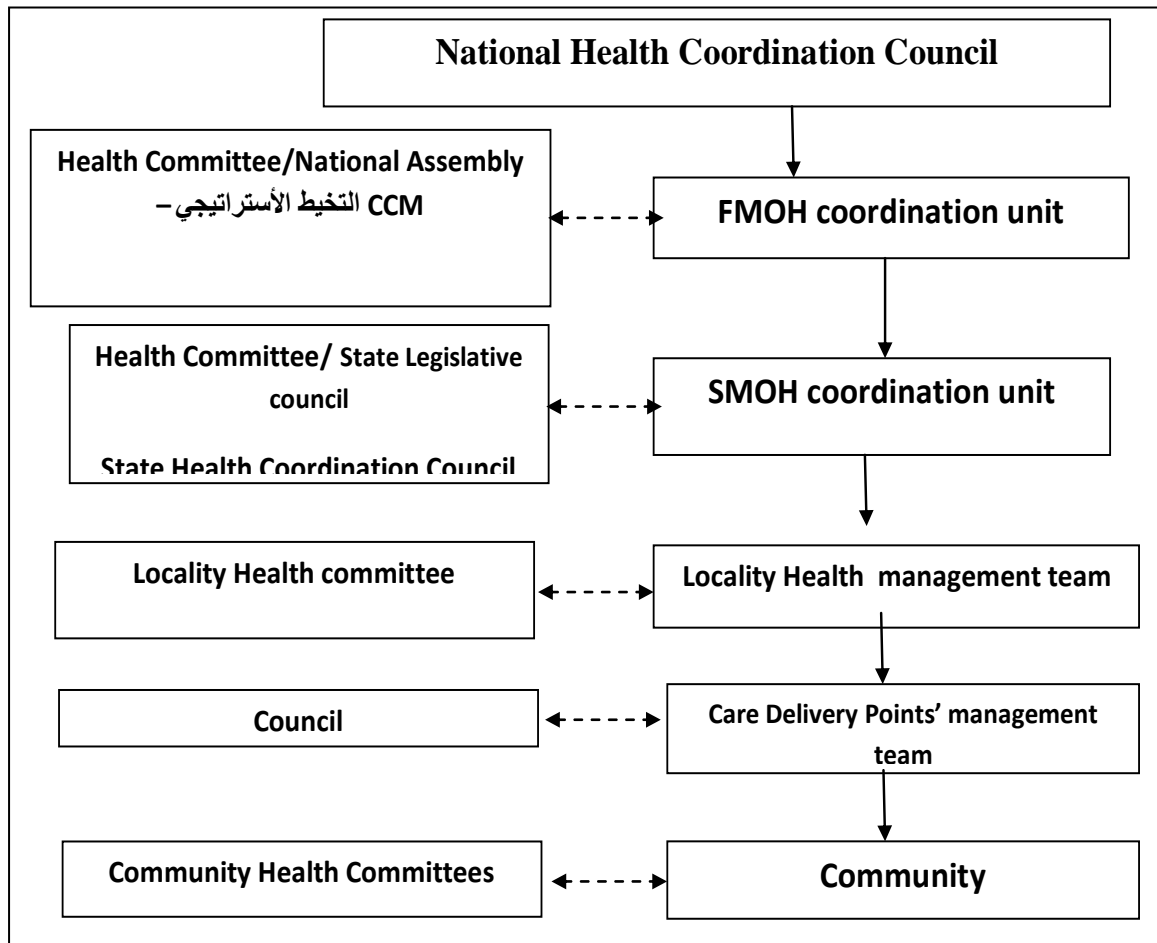 National Health Coordination Council
Health Committee/National Assembly
التخيط الأستراتيجي – CCM
FMOH coordination unit
Health Committee/ State Legislative
council
State Health Coordination Council
SMOH coordination unit
Locality Health committee
Locality Health management team
Council
Care Delivery Points’ management
team
Community Health Committees
Community